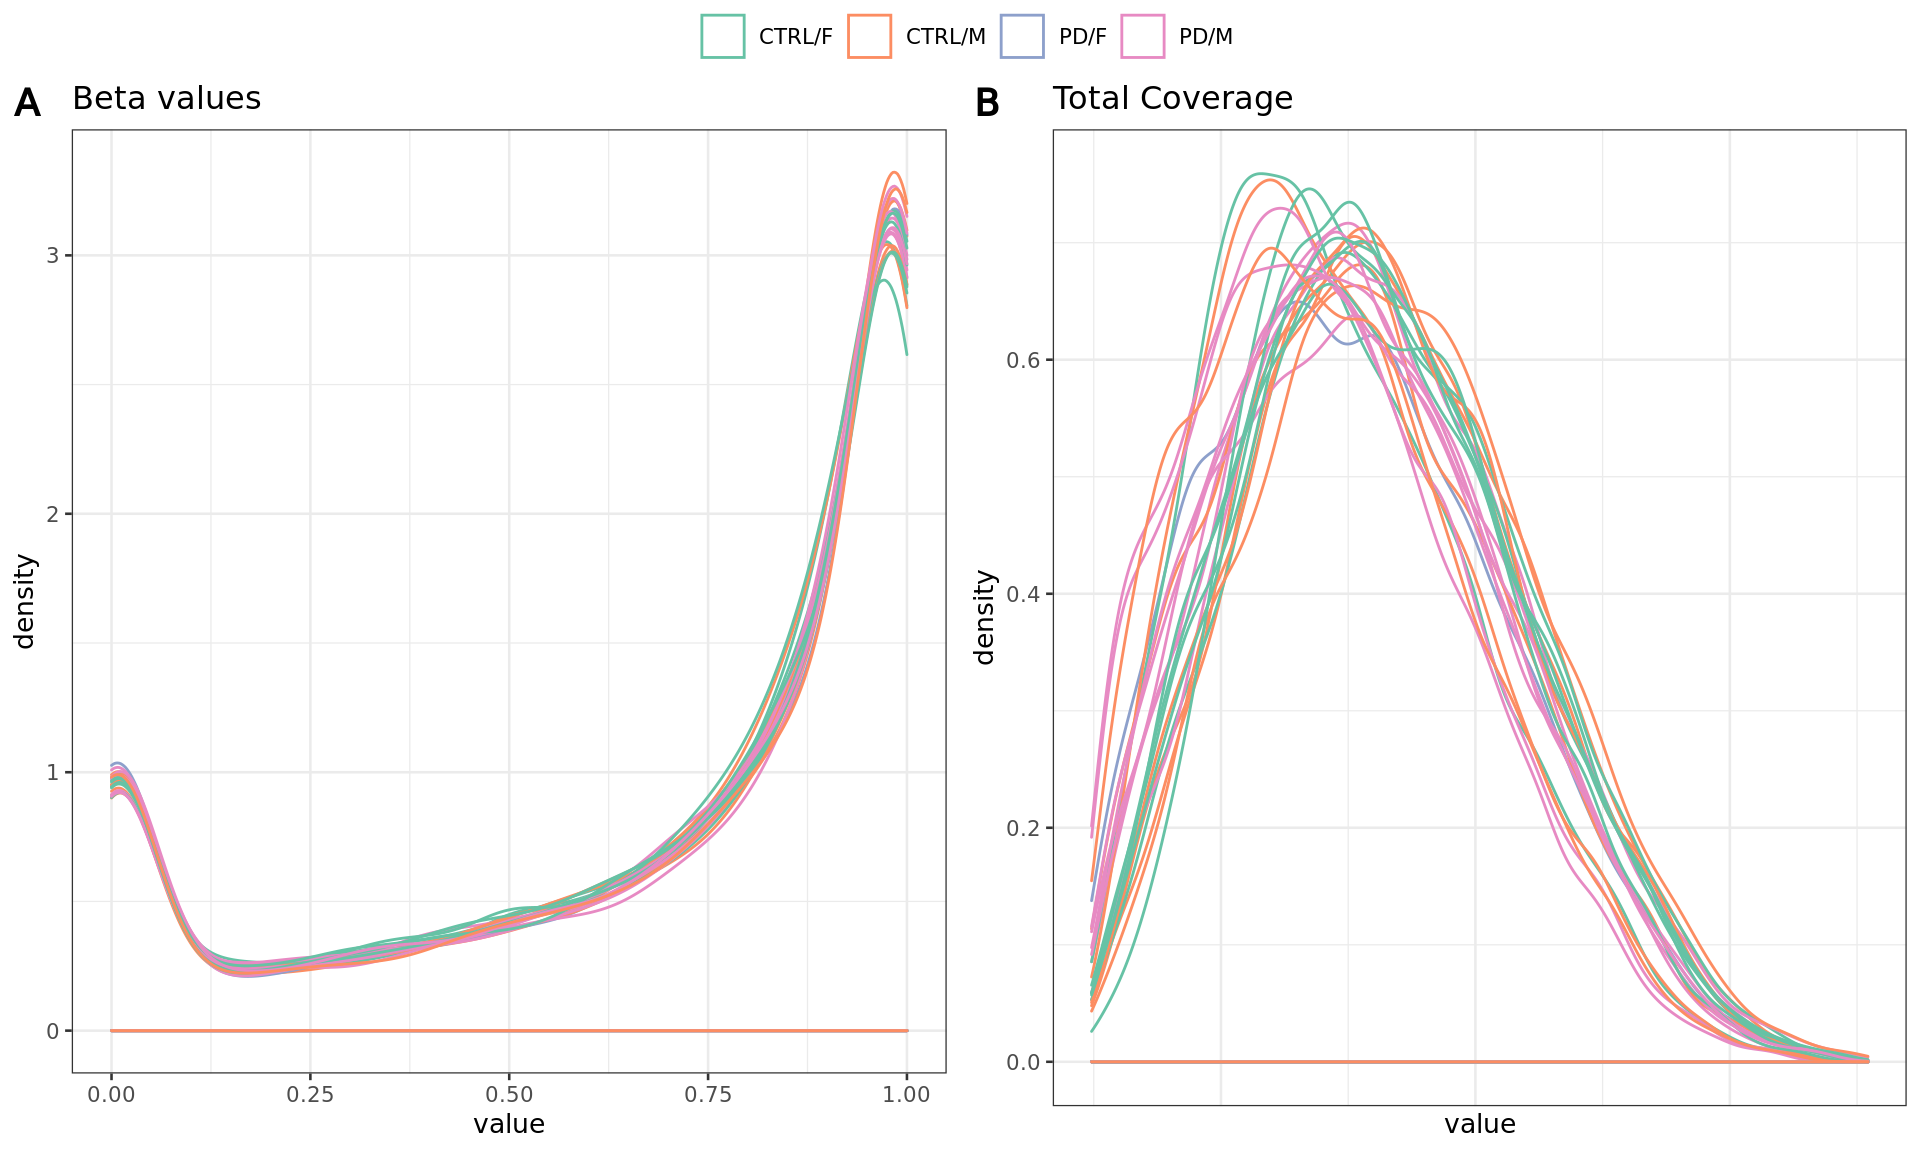 CTRL/F CTRL/M PD/F PD/M
A Beta values
3
2
1
0
density
0.00 0.25 0.50 0.75 1.00
value
B Total Coverage
0.6
0.4
0.2
0.0
density
value